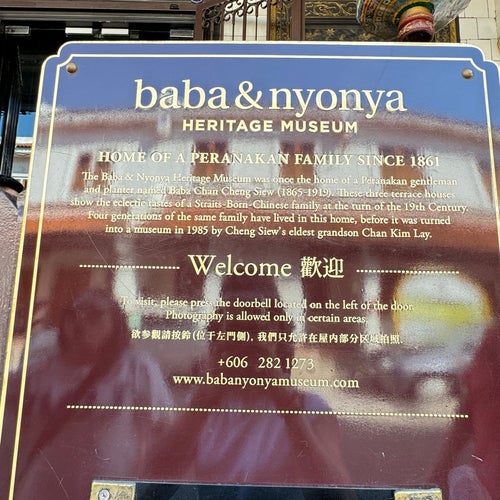 baba & nyonya
HERITAGE MUSEUM
HOME OF A PERANAKAN FAMILY SINCE 1861
The Baba & Nyonya Heritage Museum was once the home of a Peranakan gentleman
and planter named Baba Chan Cheng Siew (1865-1919). These three terrace houses
show the eclectic tastes of a Straits-Born-Chinese family at the turn of the 19th Century.
Four generations of the same family have lived in this home, before it was turned
into a museum in 1985 by Cheng Siew's eldest grandson Chan Kim Lay.
Welcome 歡迎
To visit, please press the doorbell located on the left of the door.
Photography is allowed only in certain areas.
欲参觀請按鈴(位于左門側), 我們只允許在屋内部分区域拍照.
+606 282 1273
www.babanyonyamuseum.com